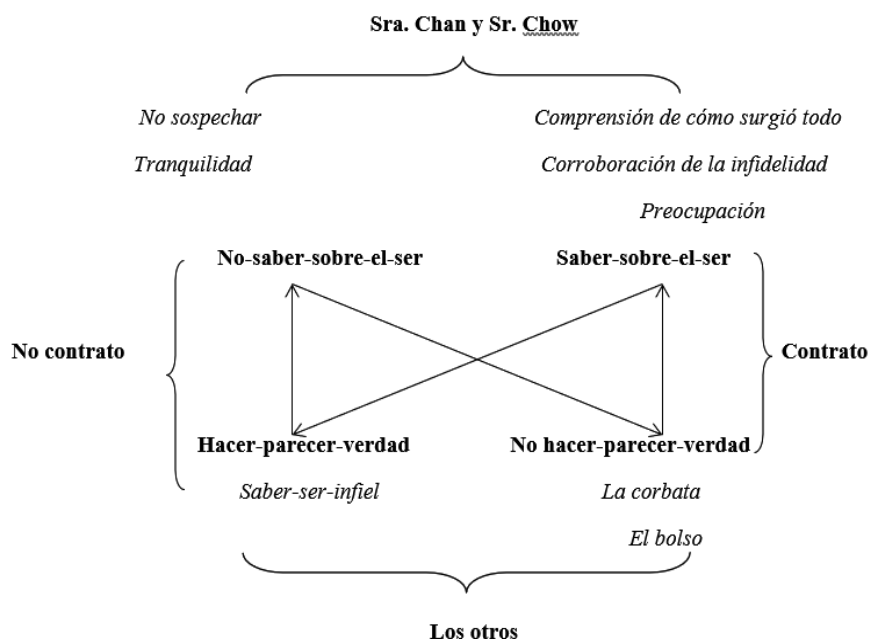 Sra. Chan y Sr. Chow
No sospechar
Comprensión de cómo surgió todo
Tranquilidad
Corroboración de la infidelidad
Preocupación
No-saber-sobre-el-ser
Saber-sobre-el-ser
No contrato
Contrato
Hacer-parecer-verdad
No hacer-parecer-verdad
Saber-ser-infiel
La corbata
El bolso
Los otros